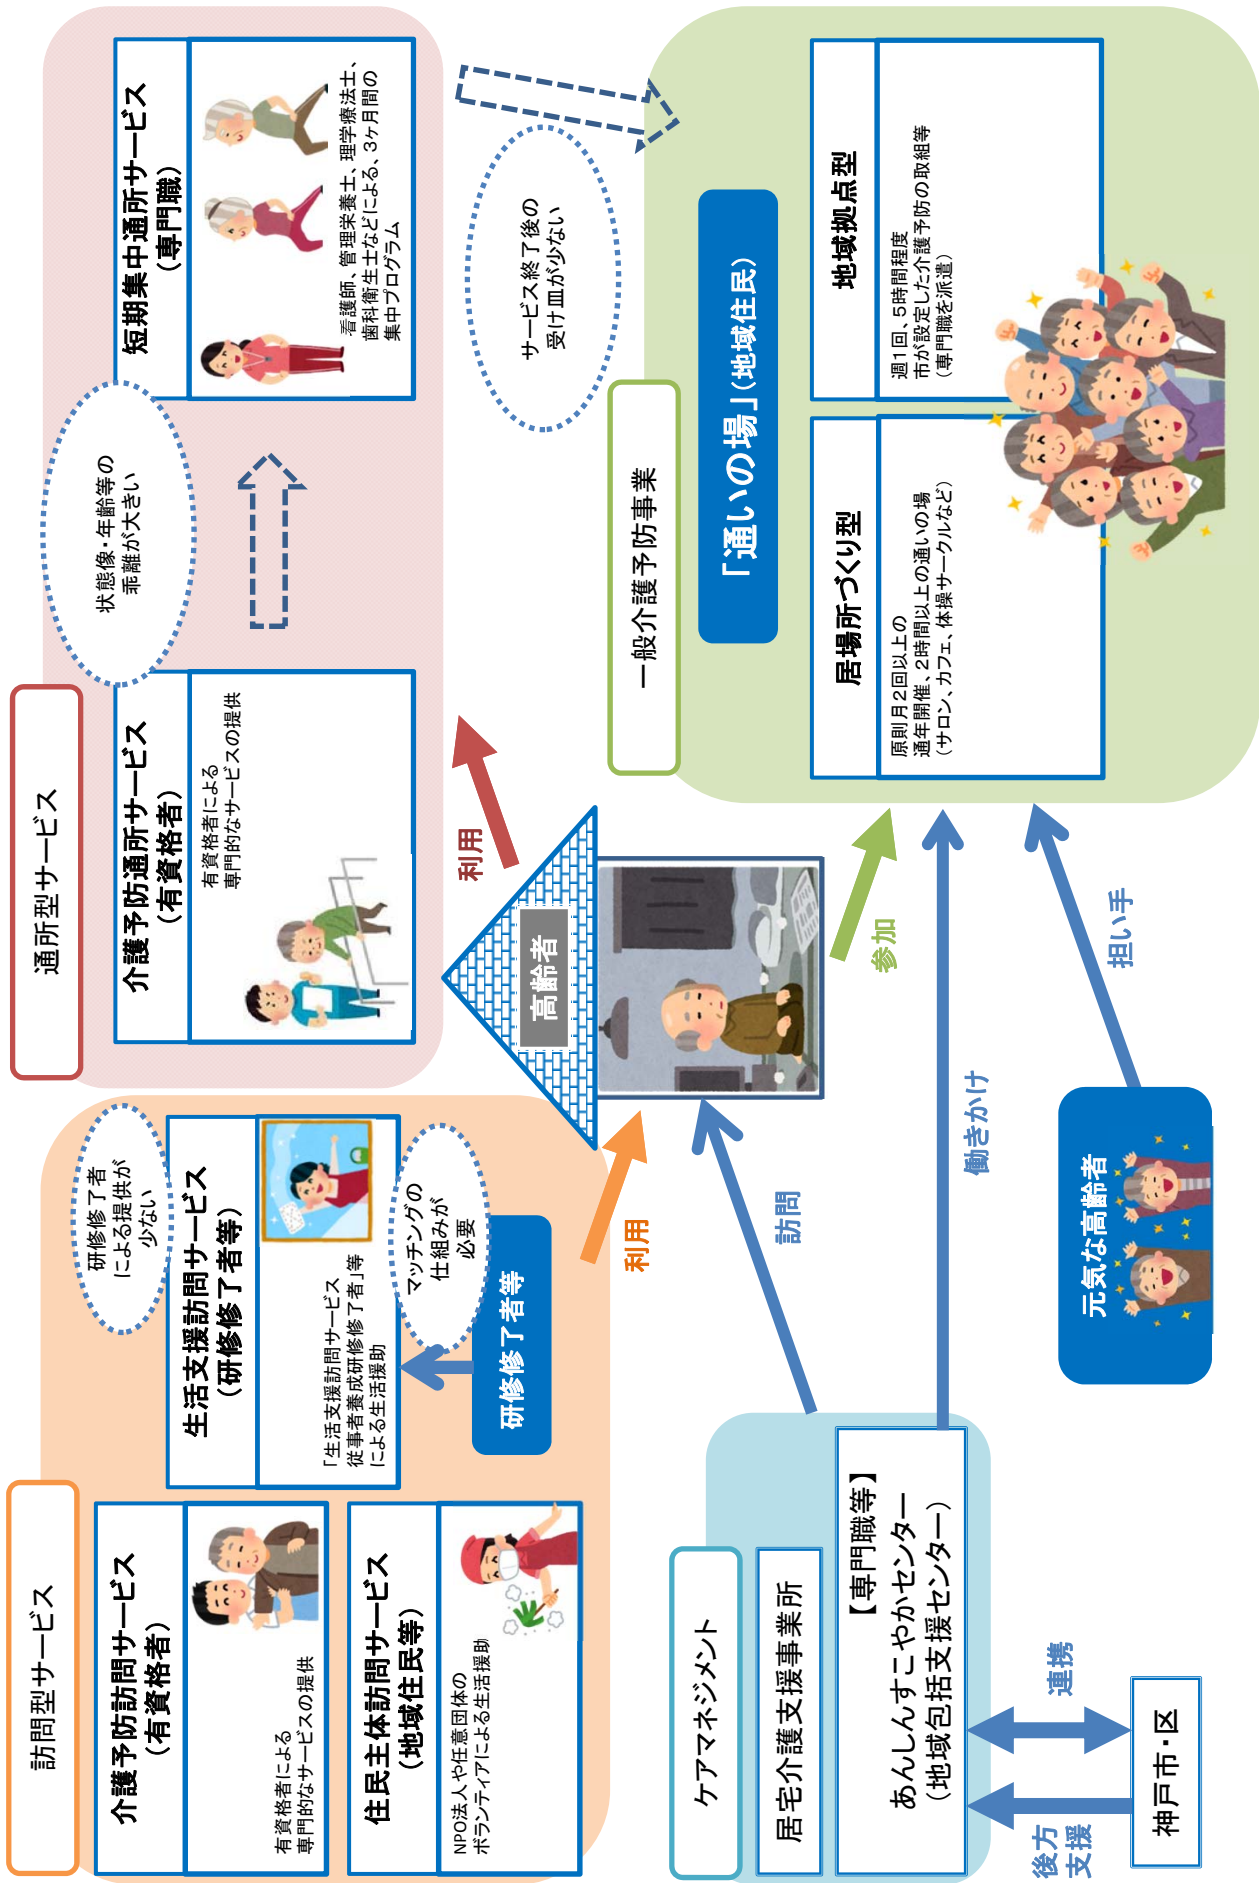 訪問型サービス
介護予防訪問サービス
（有資格者）
有資格者による
専門的なサービスの提供
住民主体訪問サービス
（地域住民等）
NPO法人や任意団体の
ボランティアによる生活援助
研修修了者
による提供が
少ない
生活支援訪問サービス
（研修修了者等）
「生活支援訪問サービス
従事者養成研修修了者」等
による生活援助
マッチングの
仕組みが
必要
研修修了者等
通所型サービス
介護予防通所サービス
（有資格者）
有資格者による
専門的なサービスの提供
状態像・年齢等の
乖離が大きい
短期集中通所サービス
（専門職）
看護師、管理栄養士、理学療法士、
歯科衛生士などによる、3ヶ月間の
集中プログラム
サービス終了後の
受け皿が少ない
利用
利用
高齢者
訪問
参加
働きかけ
担い手
一般介護予防事業
「通いの場」（地域住民）
居場所づくり型
原則月2回以上の
通年開催、2時間以上の通いの場
（サロン、カフェ、体操サークルなど）
地域拠点型
週1回、5時間程度
市が設定した介護予防の取組等
（専門職を派遣）
ケアマネジメント
居宅介護支援事業所
【専門職等】
あんしんすこやかセンター
（地域包括支援センター）
後方
支援
連携
神戸市・区
元気な高齢者